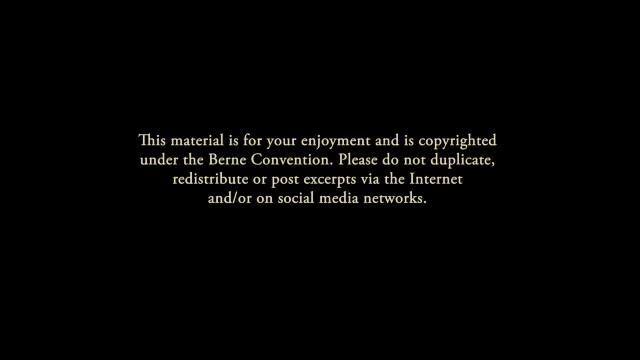 This material is for your enjoyment and is copyrighted
under the Berne Convention. Please do not duplicate,
redistribute or post excerpts via the Internet
and/or on social media networks.